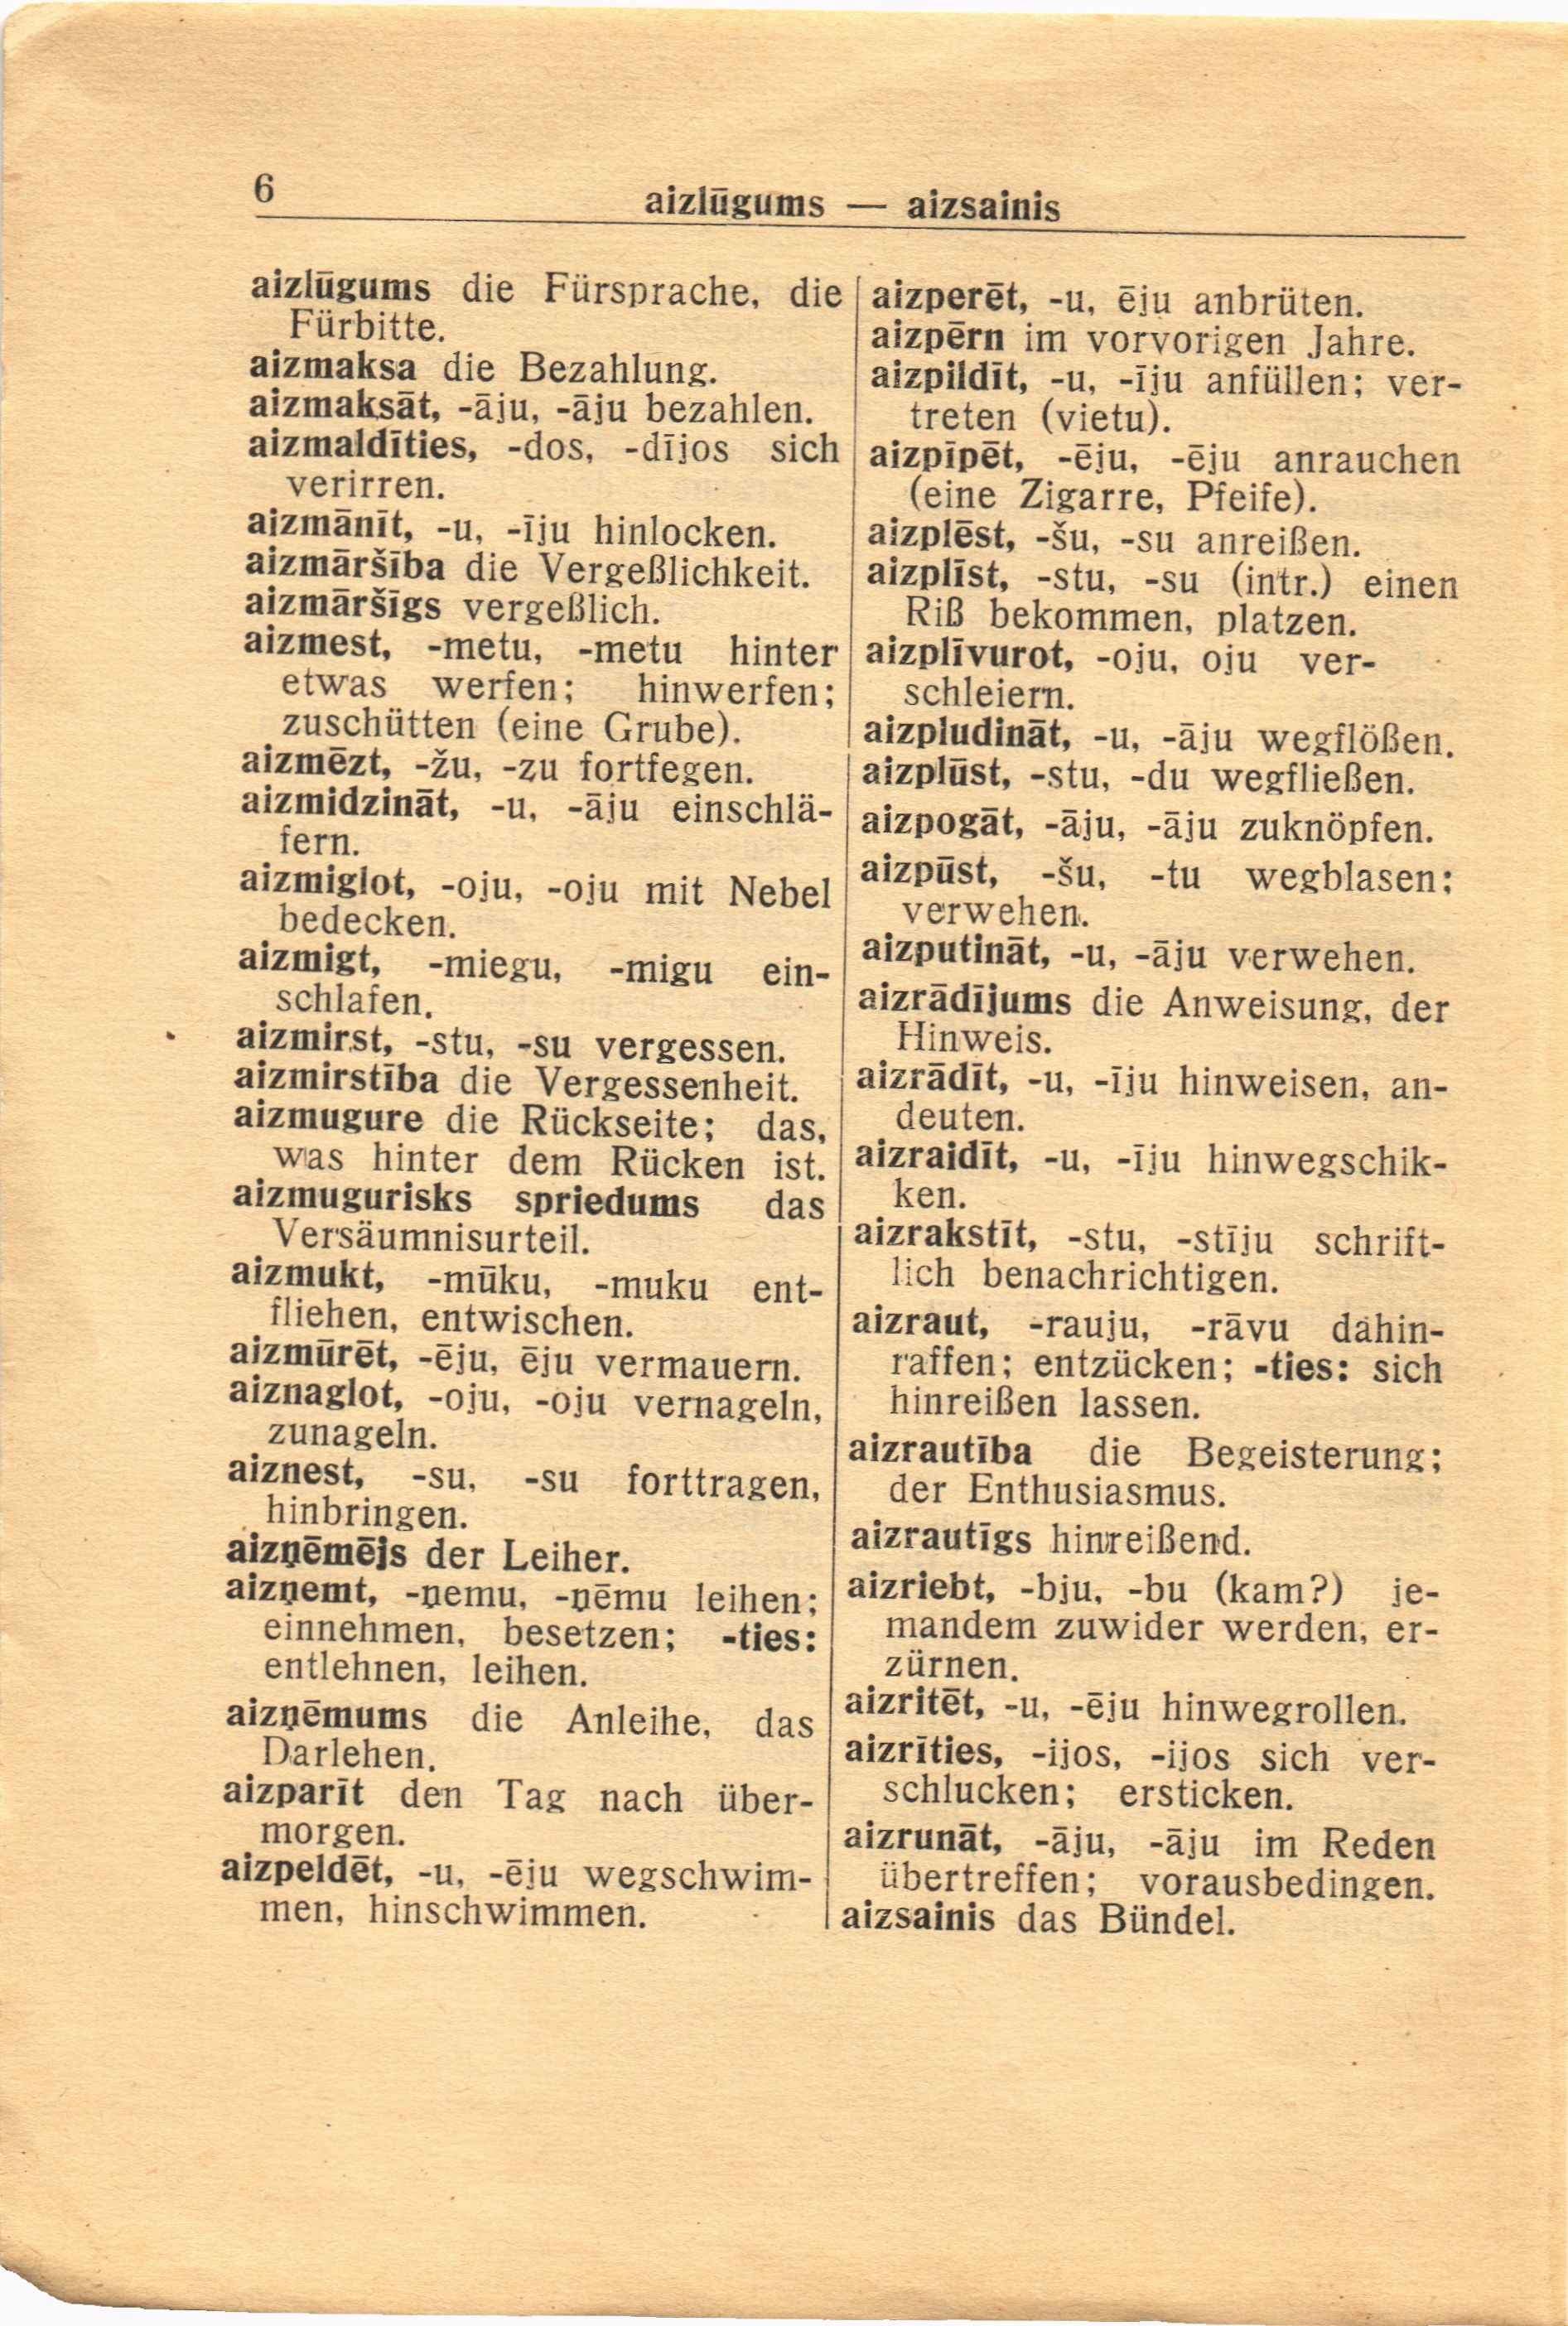 6
aizlūgums — aizsainis
aizlūgums die Fürsprache, die
Fürbitte.
aizmaksa die Bezahlung.
aizmaksāt, -āju, -āju bezahlen.
aizmaldīties, -dos, -dījos sich
verirren.
aizmānīt, -u, -īju hinlocken.
aizmāršība die Vergeßlichkeit.
aizmāršīgs vergeßlich.
aizmest, -metu, -metu hinter
etwas werfen; hinwerfen;
zuschütten (eine Grube).
aizmēzt, -žu, -zu fortfegen.
aizmidzināt, -u, -āju einschlä-
fern.
aizmiglot, -oju, -oju mit Nebel
bedecken.
aizmigt, -miegu, -migu ein-
schlafen.
aizmirst, -stu, -su vergessen.
aizmirstība die Vergessenheit.
aizmugure die Rückseite; das,
was hinter dem Rücken ist.
aizmugurisks spriedums das
Versäumnisurteil.
aizmukt, -mūku, -muku ent-
fliehen, entwischen.
aizmūrēt, -ēju, ēju vermauern.
aiznaglot, -oju, -oju vernageln,
zunageln.
aiznest, -su, -su forttragen,
hinbringen.
aizņēmējs der Leiher.
aizņemt, -ņemu, -ņēmu leihen;
einnehmen, besetzen; -ties:
entlehnen, leihen.
aizņēmums die Anleihe, das
Darlehen.
aizparīt den Tag nach über-
morgen.
aizpeldēt, -u, -ēju wegschwim-
men, hinschwimmen.
aizperēt, -u, ēju anbrüten.
aizpērn im vorvorigen Jahre.
aizpildīt, -u, -īju anfüllen; ver-
treten (vietu).
aizpīpēt, -ēju, -ēju anrauchen
(eine Zigarre, Pfeife).
aizplēst, -šu, -su anreißen.
aizplīst, -stu, -su (intr.) einen
Riß bekommen, platzen.
aizplīvurot, -oju, oju ver-
schleiern.
aizpludināt, -u, -āju wegflößen.
aizplūst, -stu, -du wegfließen.
aizpogāt, -āju, -āju zuknöpfen.
aizpūst, -šu, -tu wegblasen;
verwehen.
aizputināt, -u, -āju verwehen.
aizrādījums die Anweisung, der
Hinweis.
aizrādīt, -u, -īju hinweisen, an-
deuten.
aizraidīt, -u, -īju hinwegschik-
ken.
aizrakstīt, -stu, -stīju schrift-
lich benachrichtigen.
aizraut, -rauju, -rāvu dahin-
raffen; entzücken; -ties: sich
hinreißen lassen.
aizrautība die Begeisterung;
der Enthusiasmus.
aizrautīgs hinreißend.
aizriebt, -bju, -bu (kam?) je-
mandem zuwider werden, er-
zürnen.
aizritēt, -u, -ēju hinwegrollen.
aizrīties, -ijos, -ijos sich ver-
schlucken; ersticken.
aizrunāt, -āju, -āju im Reden
übertreffen; vorausbedingen.
aizsainis das Bündel.